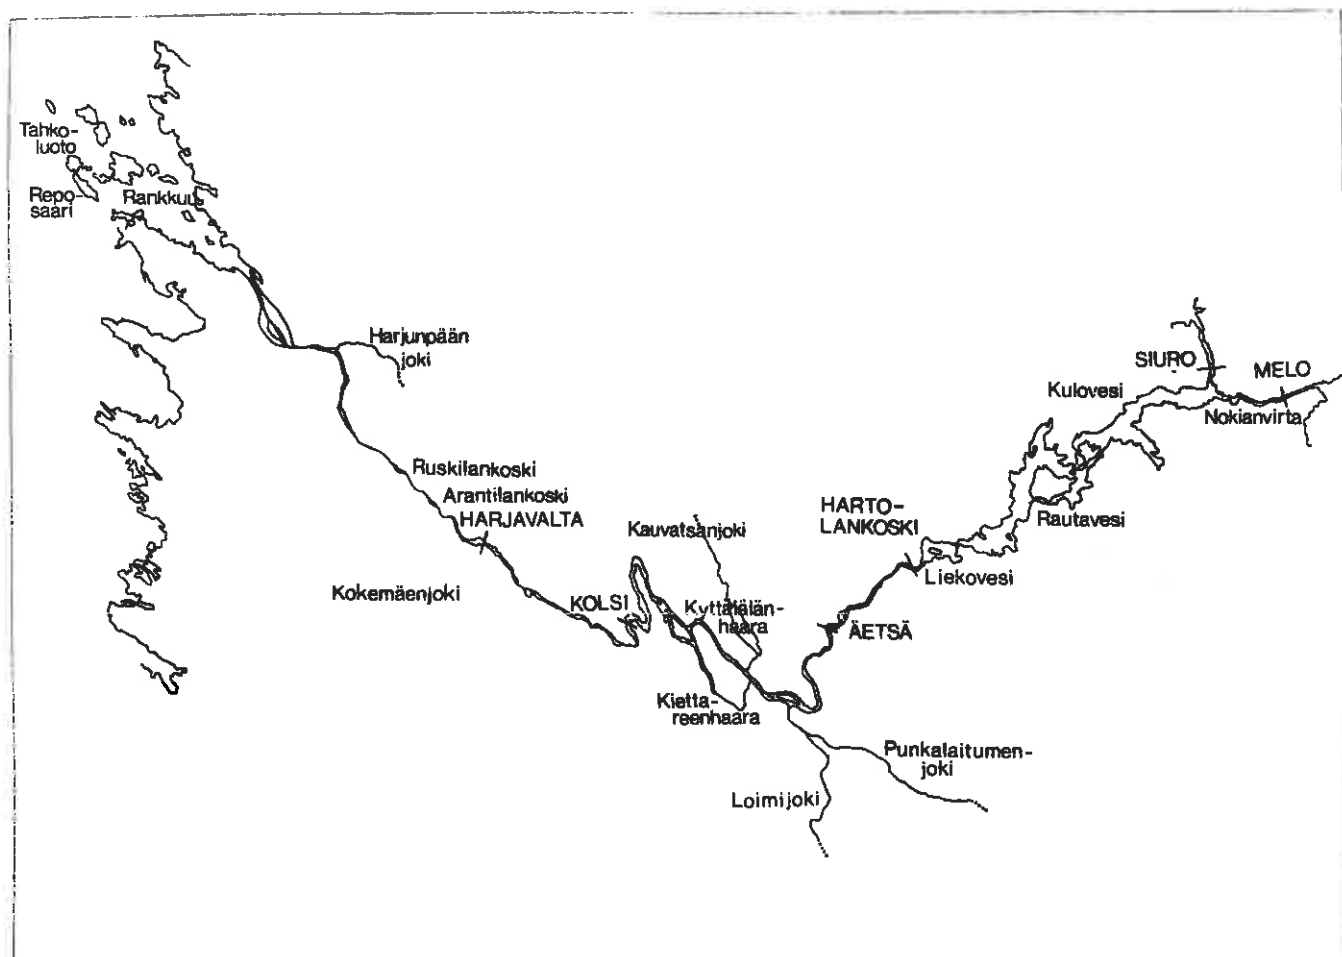 Tahko-
luoto
Repo-
saari
Rankkuu
Harjunpään
joki
SIURO
MELO
Kulovesi
Nokianvirta
Ruskilankoski
Arantilankoski
HARJAVALTA
HARTO-
LANKOSKI
Rautavesi
Kauvatsanjoki
Liekovesi
Kokemäenjoki
KOLSI
Kyttälän-
haara
ÄETSÄ
Kietta-
reenhaara
Punkalaitumen-
joki
Loimijoki